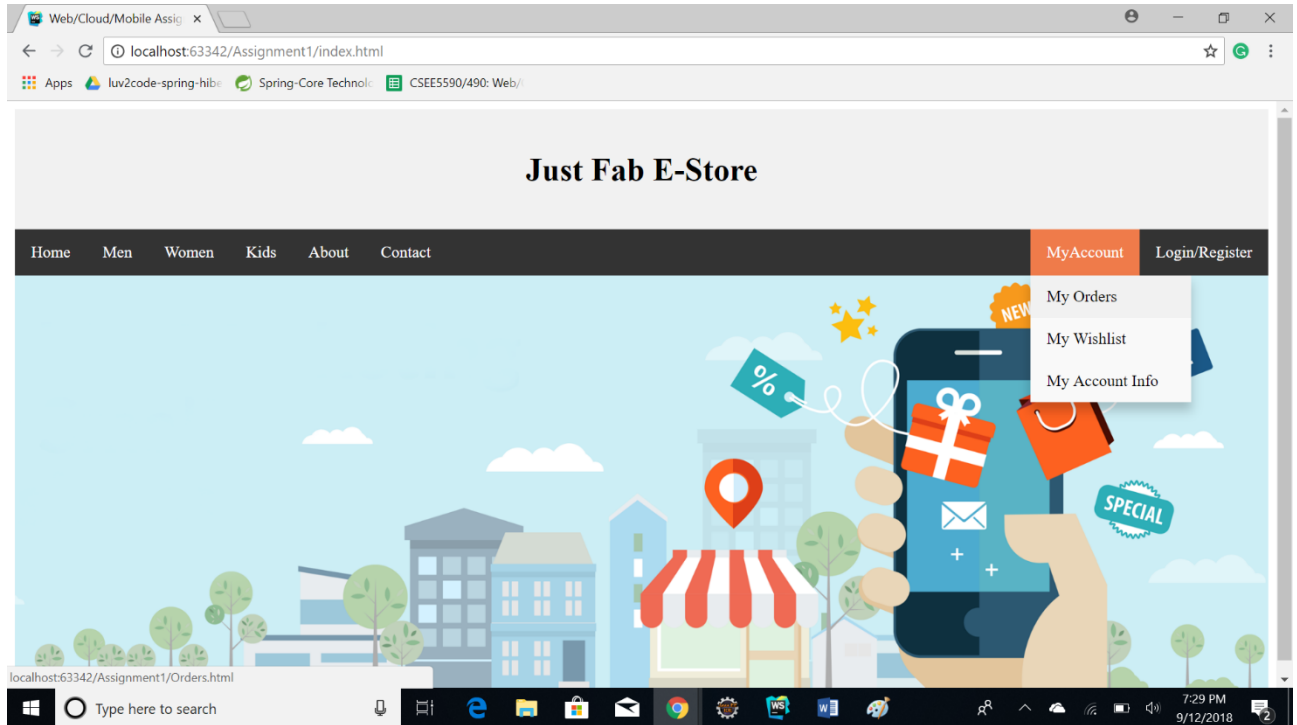 Web/Cloud/Mobile Assig
localhost:63342/Assignment1/index.html
Apps luv2code-spring-hibe Spring-Core Technolo CSEE5590/490: Web/
Just Fab E-Store
Home Men Women Kids About Contact MyAccount Login/Register
My Orders
My Wishlist
My Account Info
NEW
%
SPECIAL
localhost:63342/Assignment1/Orders.html
Type here to search
7:29 PM
9/12/2018
2